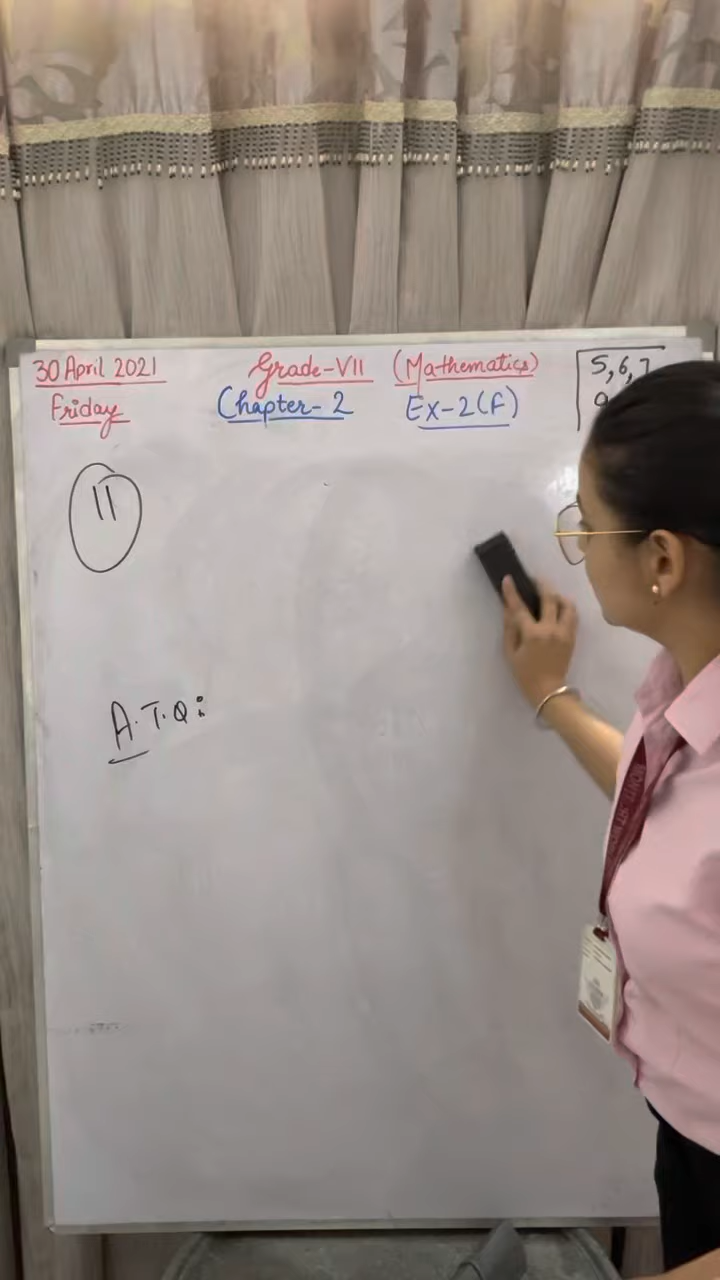 30 April 2021 Grade-VII (Mathematics) 5,6,7
Friday Chapter-2 Ex-2(F)
11
A.T.Q: